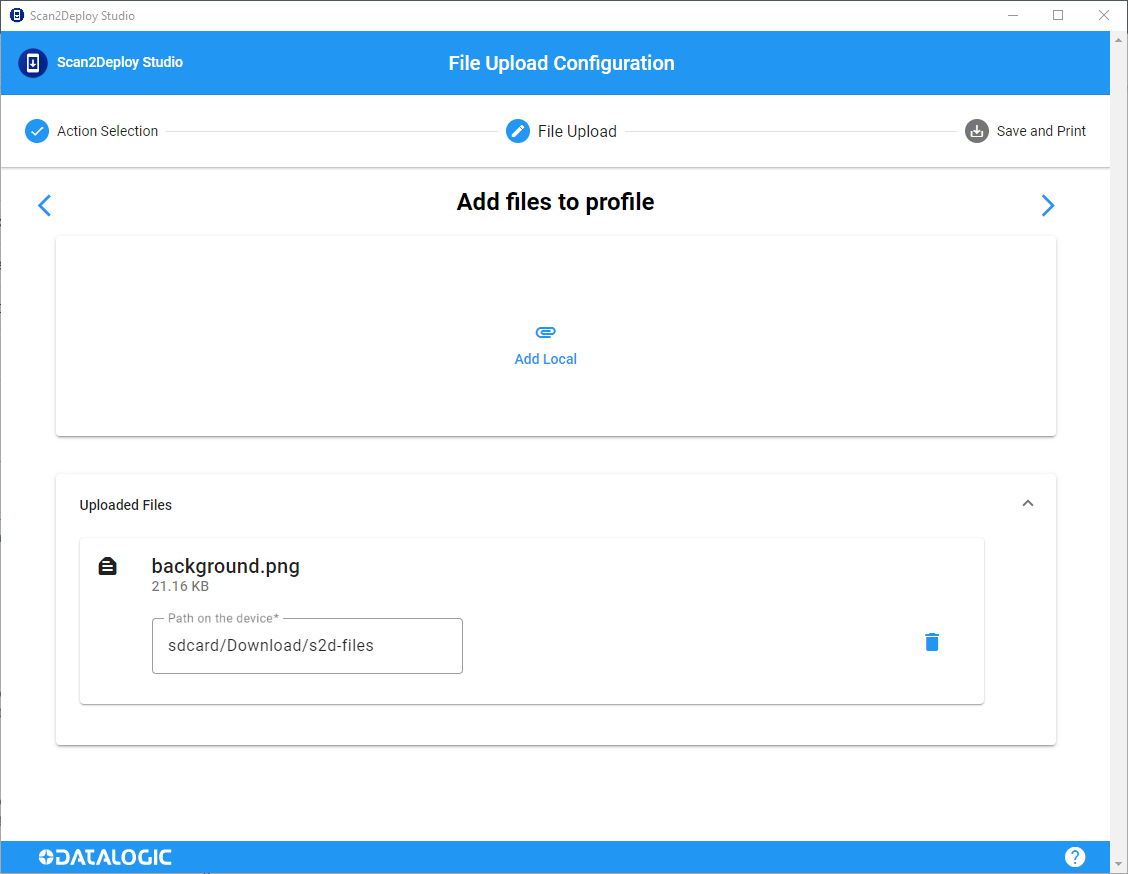 Scan2Deploy Studio
Scan2Deploy Studio
File Upload Configuration
Action Selection
File Upload
Save and Print
Add files to profile
Add Local
Uploaded Files
background.png
21.16 KB
Path on the device*
sdcard/Download/s2d-files
DATALOGIC
?